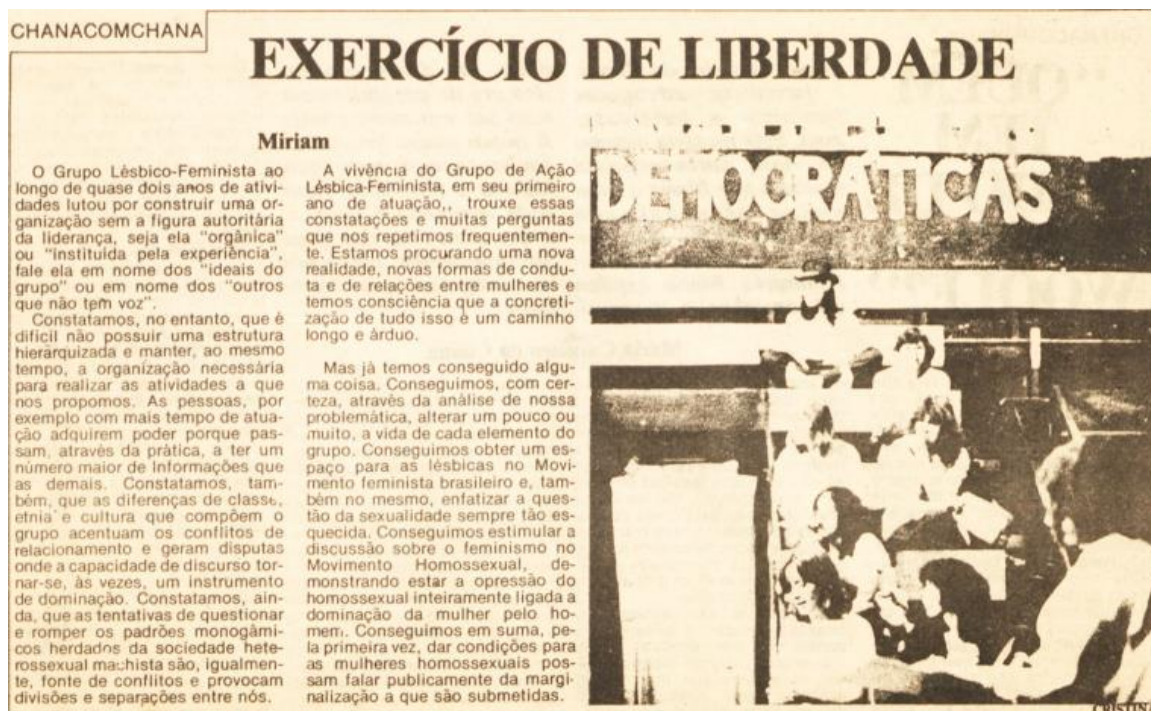 CHANACOMCHANA
EXERCÍCIO DE LIBERDADE
Miriam
O Grupo Lésbico-Feminista ao
longo de quase dois anos de ativi-
dades lutou por construir uma or-
ganização sem a figura autoritária
da liderança, seja ela "orgânica"
ou "instituída pela experiência",
fale ela em nome dos "ideais do
grupo" ou em nome dos "outros
que não tem voz".
Constatamos, no entanto, que é
difícil não possuir uma estrutura
hierârquizada e manter, ao mesmo
tempo, a organização necessária
para realizar as atividades a que
nos propomos. As pessoas, por
exemplo com mais tempo de atua-
ção adquirem poder porque pas-
sam, através da prática, a ter um
número maior de Informações que
as demais. Constatamos, tam-
bém, que as diferenças de classe,
etnia e cultura que compõem o
grupo acentuam os conflitos de
relacionamento e geram disputas
onde a capacidade de discurso tor-
nar-se, às vezes, um instrumento
de dominação. Constatamos, ain-
da, que as tentativas de questionar
e romper os padrões monogâmi-
cos herdados da sociedade hete-
rossexual machista são, igualmen-
te, fonte de conflitos e provocam
divisões e separações entre nós.
A vivência do Grupo de Ação
Lésbica-Feminista, em seu primeiro
ano de atuação,, trouxe essas
constatações e muitas perguntas
que nos repetimos frequentemen-
te. Estamos procurando uma nova
realidade, novas formas de condu-
ta e de relações entre mulheres e
temos consciência que a concreti-
zação de tudo isso é um caminho
longo e árduo.
Mas já temos conseguido algu-
ma coisa. Conseguimos, com cer-
teza, através da análise de nossa
problemática, alterar um pouco ou
muito, a vida de cada elemento do
grupo. Conseguimos obter um es-
paço para as lésbicas no Movi-
mento feminista brasileiro e, tam-
bém no mesmo, enfatizar a ques-
tão da sexualidade sempre tão es-
quecida. Conseguimos estimular a
discussão sobre o feminismo no
Movimento Homossexual, de-
monstrando estar a opressão do
homossexual inteiramente ligada a
dominação da mulher pelo ho-
mem. Conseguimos em suma, pe-
la primeira vez, dar condições para
as mulheres homossexuais pos-
sam falar publicamente da margi-
nalização a que são submetidas.
DEMOCRÁTICAS
CRISTINA